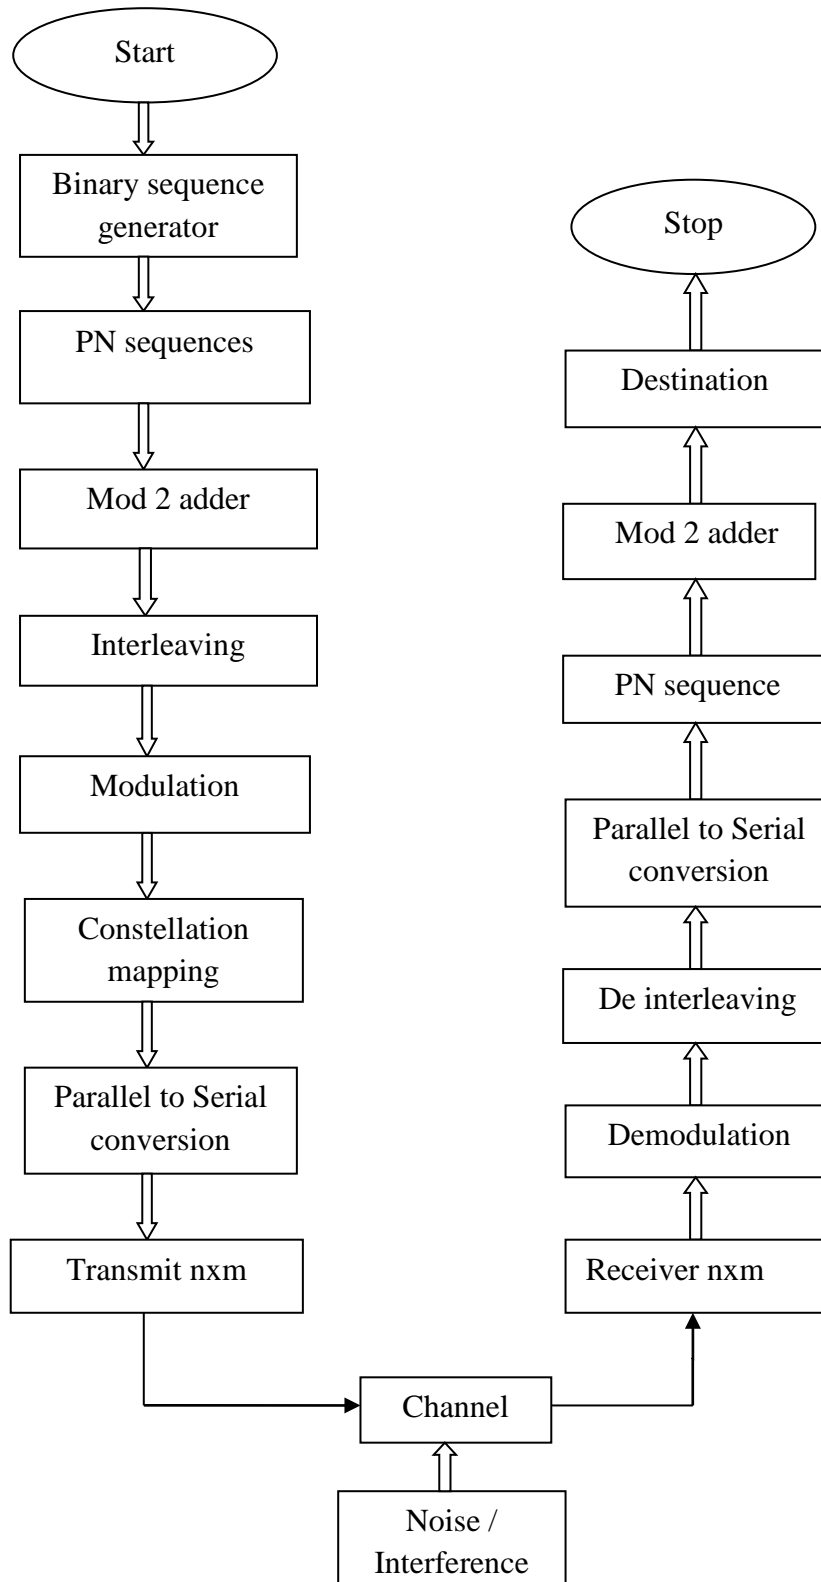 Start
Binary sequence
generator
PN sequences
Mod 2 adder
Interleaving
Modulation
Constellation
mapping
Parallel to Serial
conversion
Transmit nxm
Channel
Noise /
Interference
Receiver nxm
Demodulation
De interleaving
Parallel to Serial
conversion
PN sequence
Mod 2 adder
Destination
Stop